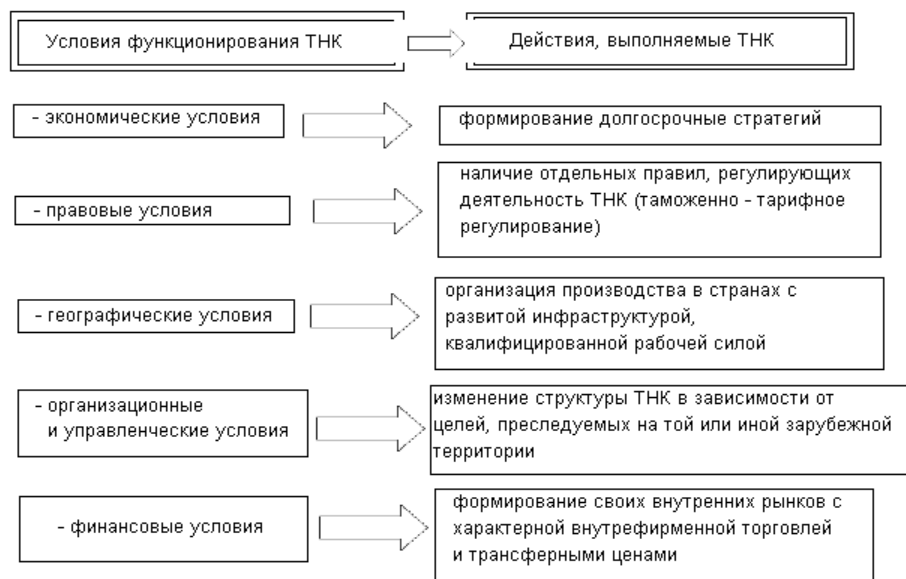 Условия функционирования ТНК
Действия, выполняемые ТНК
- экономические условия
формирование долгосрочные стратегий
- правовые условия
наличие отдельных правил, регулирующих
деятельность ТНК (таможенно - тарифное
регулирование)
- географические условия
организация производства в странах с
развитой инфраструктурой,
квалифицированной рабочей силой
- организационные
и управленческие условия
изменение структуры ТНК в зависимости от
целей, преследуемых на той или иной зарубежной
территории
- финансовые условия
формирование своих внутренних рынков с
характерной внутрефирменной торговлей
и трансферными ценами